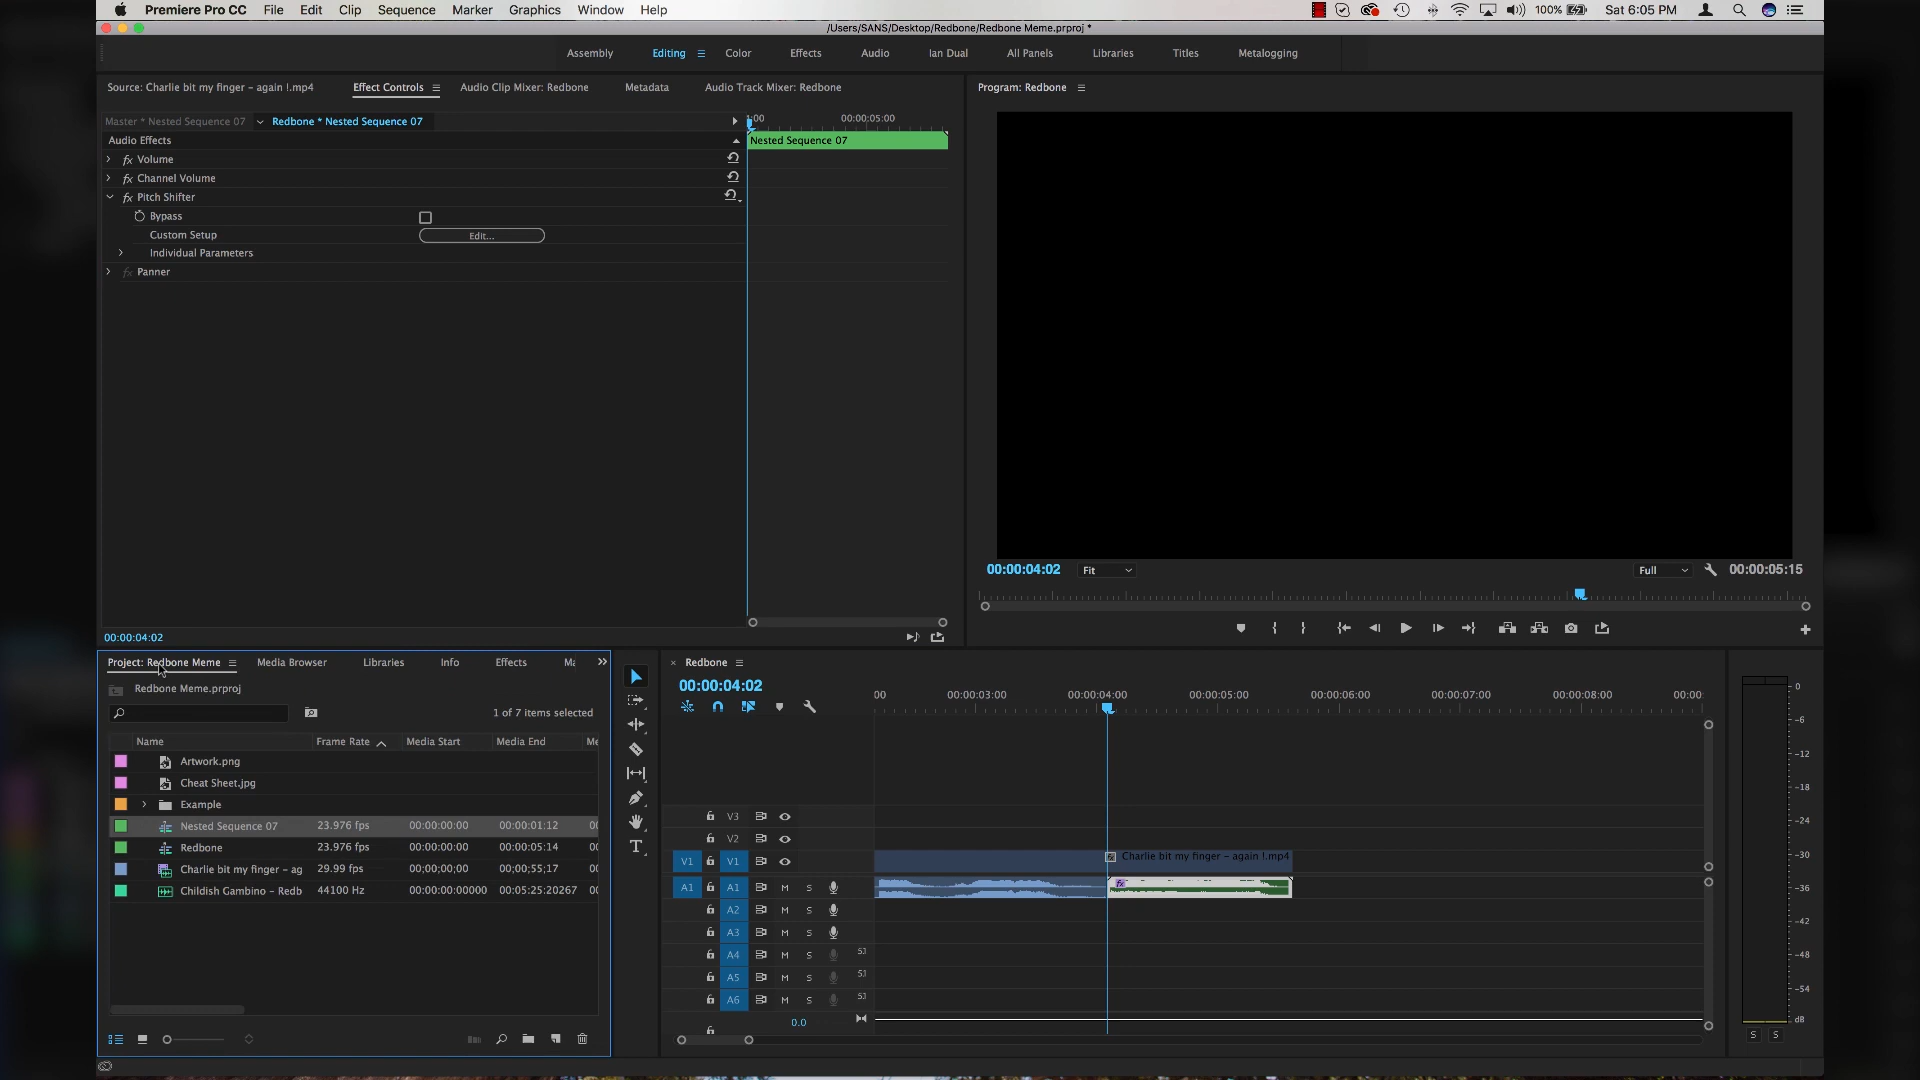 Premiere Pro CC File Edit Clip Sequence Marker Graphics Window Help 100% Sat 6:05 PM
/Users/SANS/Desktop/Redbone/Redbone Meme.prproj *
Assembly Editing Color Effects Audio Ian Dual All Panels Libraries Titles Metalogging
Source: Charlie bit my finger - again !.mp4 Effect Controls Audio Clip Mixer: Redbone Metadata Audio Track Mixer: Redbone
Program: Redbone
Master * Nested Sequence 07 Redbone * Nested Sequence 07 :00 00:00:05:00
Audio Effects Nested Sequence 07
fx Volume
fx Channel Volume
fx Pitch Shifter
Bypass
Custom Setup Edit...
Individual Parameters
fx Panner
00:00:04:02 Fit Full 00:00:05:15
00:00:04:02
Project: Redbone Meme Media Browser Libraries Info Effects Ma
Redbone Meme.prproj
1 of 7 items selected
Name Frame Rate Media Start Media End Me
Artwork.png
Cheat Sheet.jpg
Example
Nested Sequence 07 23.976 fps 00:00:00:00 00:00:01:12 00
Redbone 23.976 fps 00:00:00:00 00:00:05:14 00
Charlie bit my finger - ag 29.99 fps 00;00;00;00 00;00;55;17 00
Childish Gambino - Redb 44100 Hz 00:00:00:00000 00:05:25:20267 00
Redbone
00:00:04:02
00 00:00:03:00 00:00:04:00 00:00:05:00 00:00:06:00 00:00:07:00 00:00:08:00 00:00:
V3
V2
V1 V1 Charlie bit my finger - again !.mp4
A1 A1 M S fx
A2 M S
A3 M S
A4 M S 5.1
A5 M S 5.1
A6 M S 5.1
0.0
0
-6
-12
-18
-24
-30
-36
-42
-48
-54
dB
S S